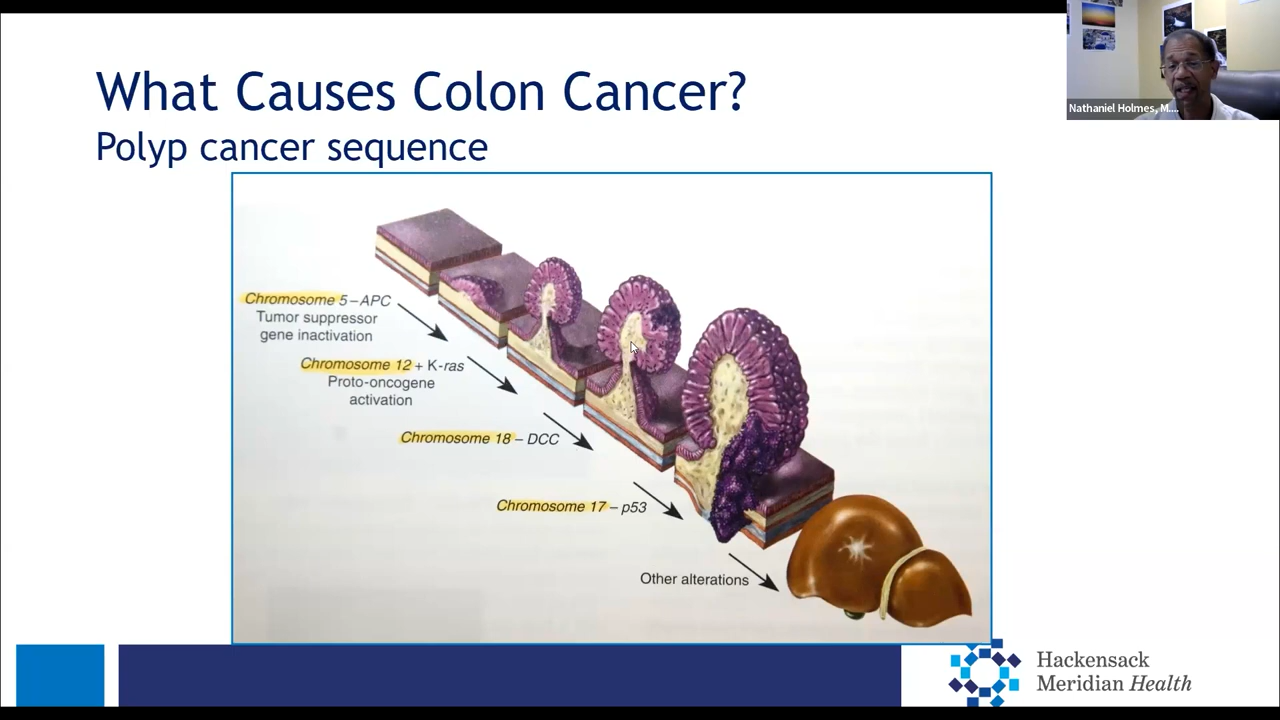 What Causes Colon Cancer?
Polyp cancer sequence
Nathaniel Holmes, M....
Chromosome 5–APC
Tumor suppressor
gene inactivation
Chromosome 12 + K-ras
Proto-oncogene
activation
Chromosome 18 – DCC
Chromosome 17 – p53
Other alterations
Hackensack
Meridian Health